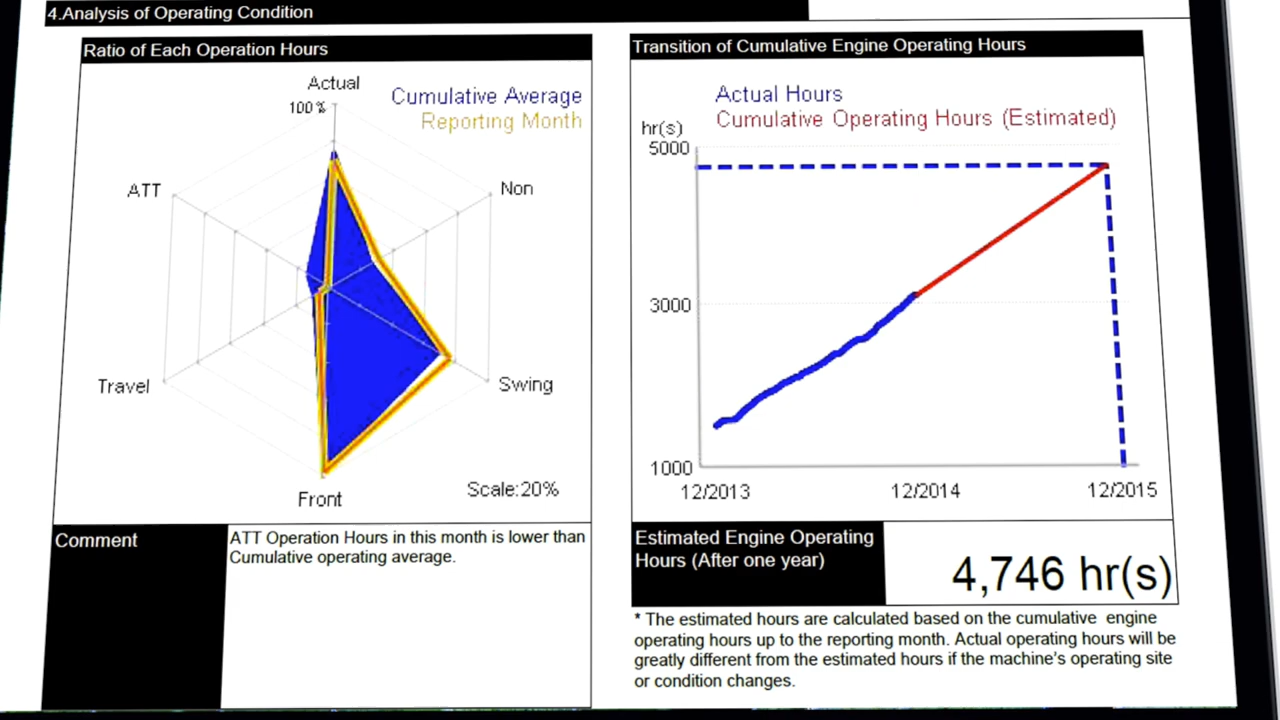 4.Analysis of Operating Condition
Ratio of Each Operation Hours
Actual
100%
Cumulative Average
Reporting Month
ATT
Non
Travel
Swing
Front
Scale:20%
Comment
ATT Operation Hours in this month is lower than
Cumulative operating average.
Transition of Cumulative Engine Operating Hours
Actual Hours
Cumulative Operating Hours (Estimated)
hr(s)
5000
3000
1000
12/2013
12/2014
12/2015
Estimated Engine Operating
Hours (After one year)
4,746 hr(s)
* The estimated hours are calculated based on the cumulative engine
operating hours up to the reporting month. Actual operating hours will be
greatly different from the estimated hours if the machine's operating site
or condition changes.